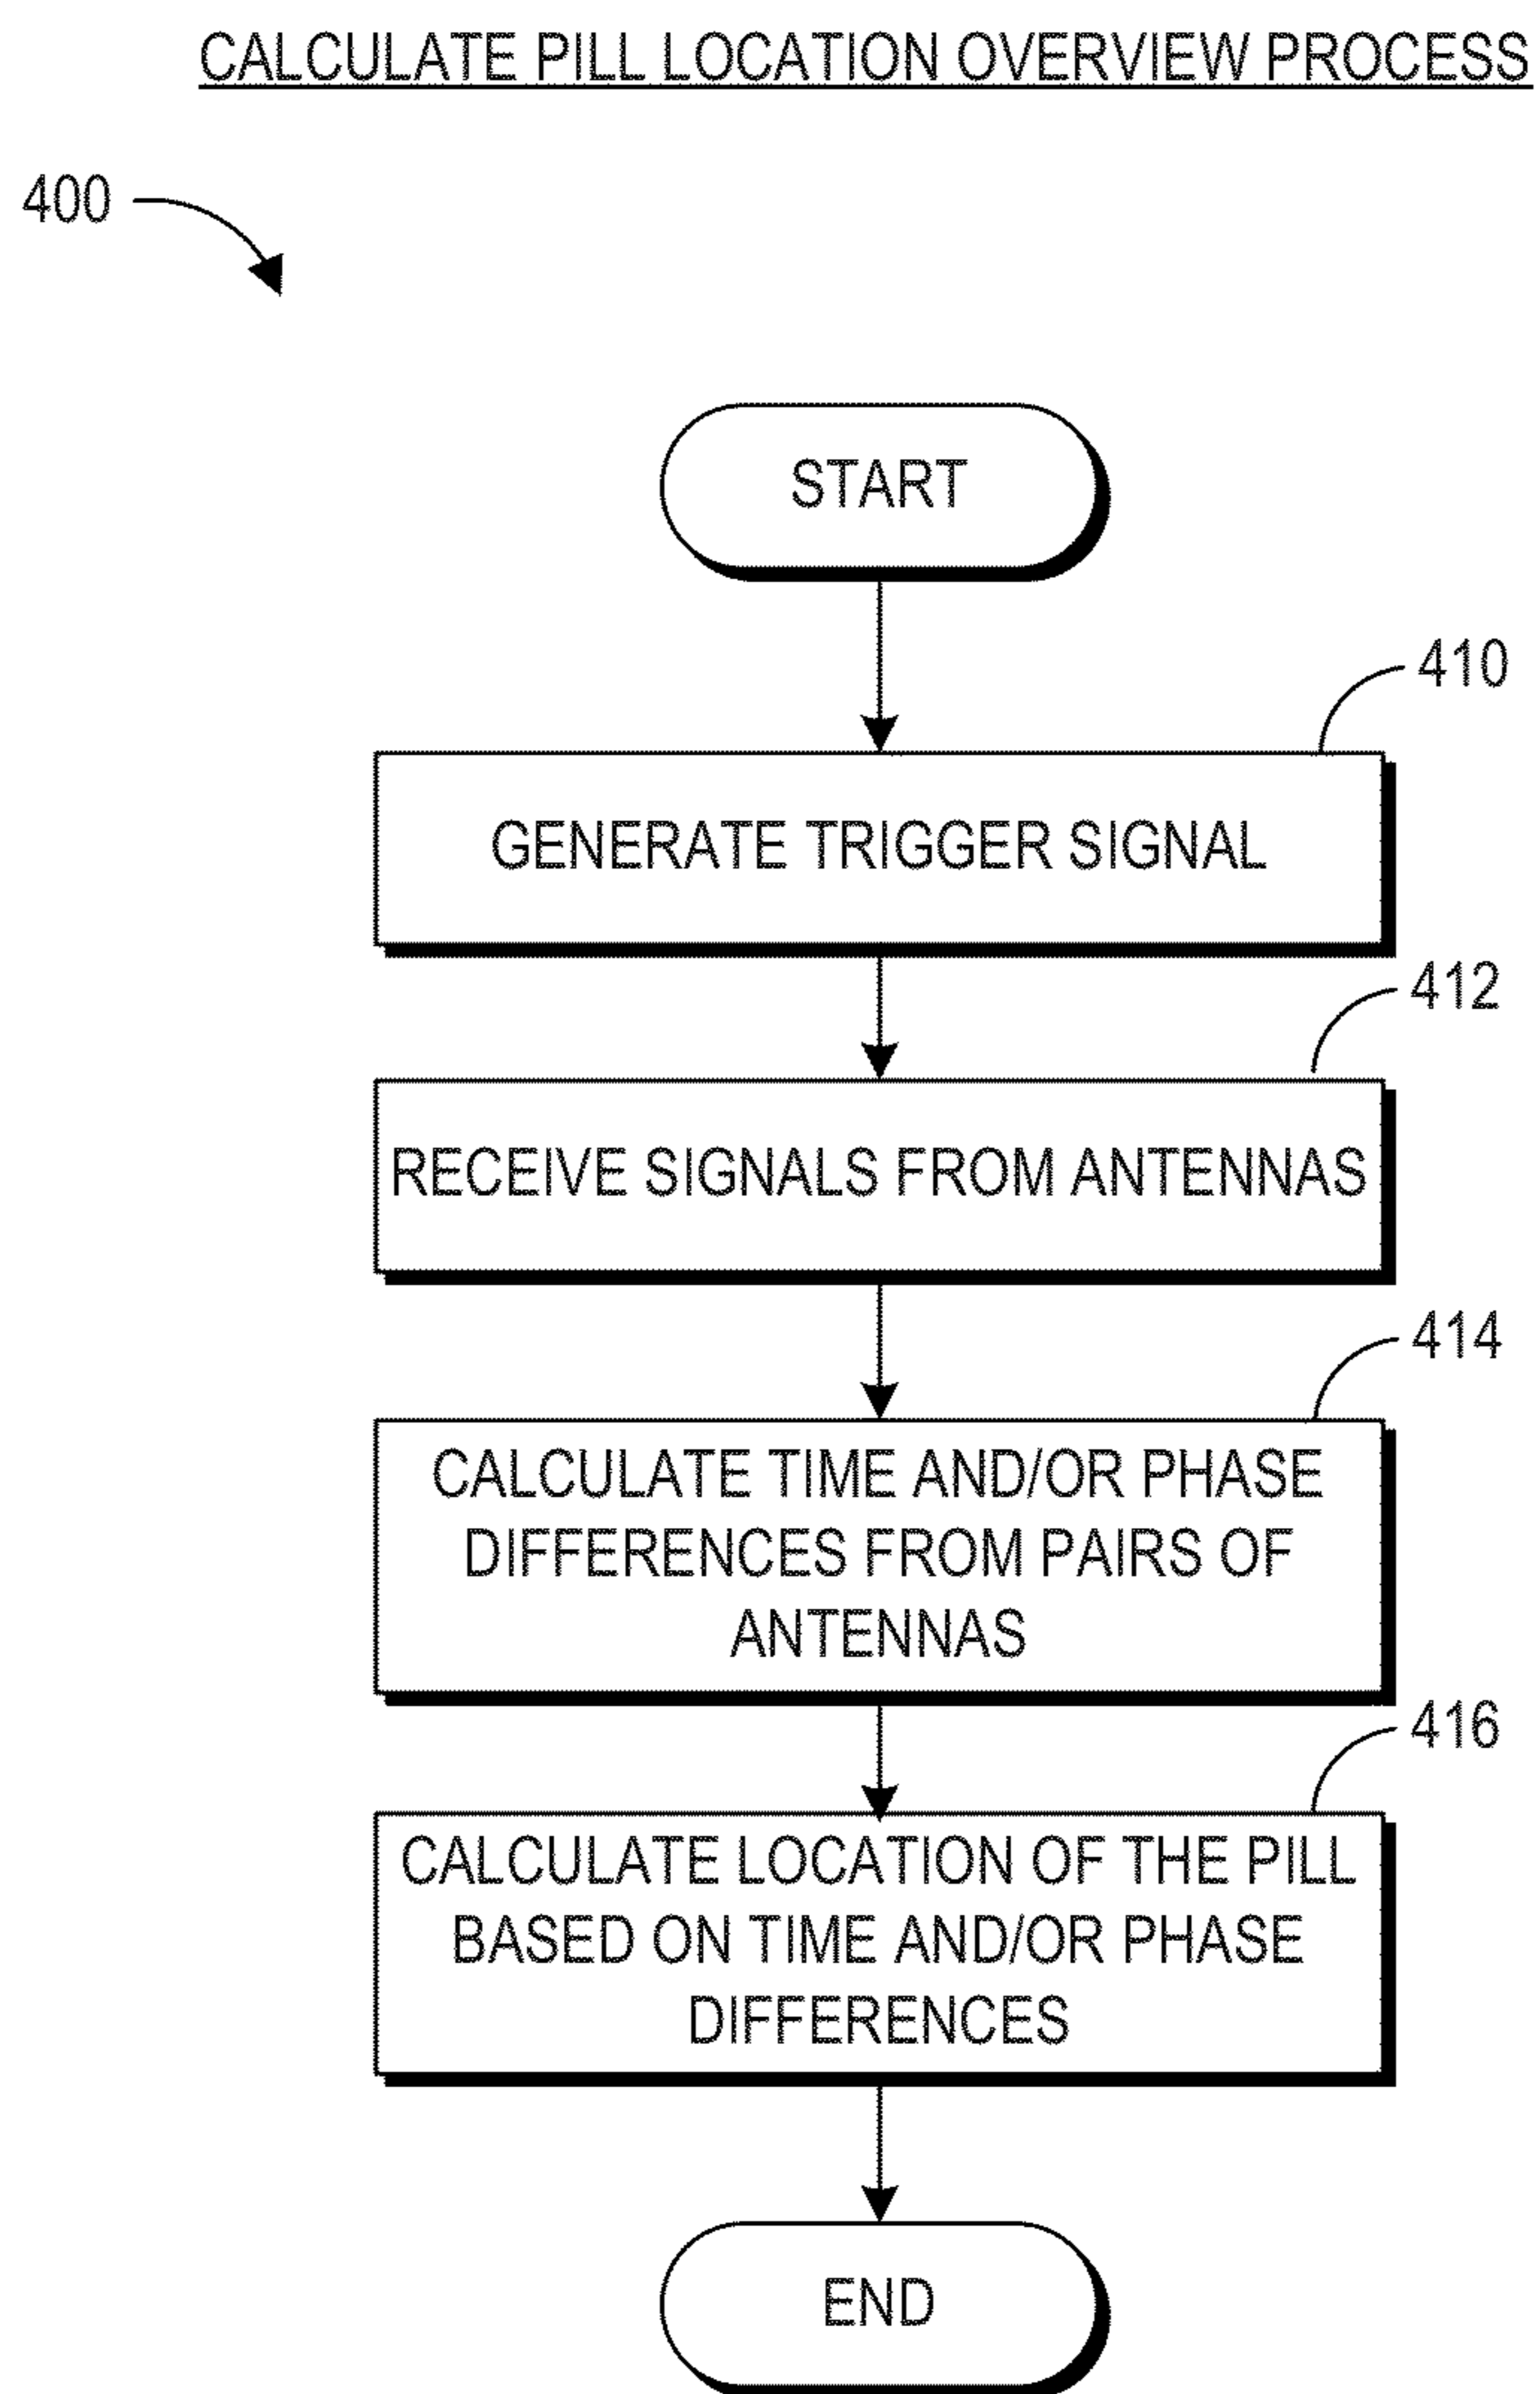 CALCULATE PILL LOCATION OVERVIEW PROCESS
400
START
410
GENERATE TRIGGER SIGNAL
412
RECEIVE SIGNALS FROM ANTENNAS
414
CALCULATE TIME AND/OR PHASE
DIFFERENCES FROM PAIRS OF
ANTENNAS
416
CALCULATE LOCATION OF THE PILL
BASED ON TIME AND/OR PHASE
DIFFERENCES
END